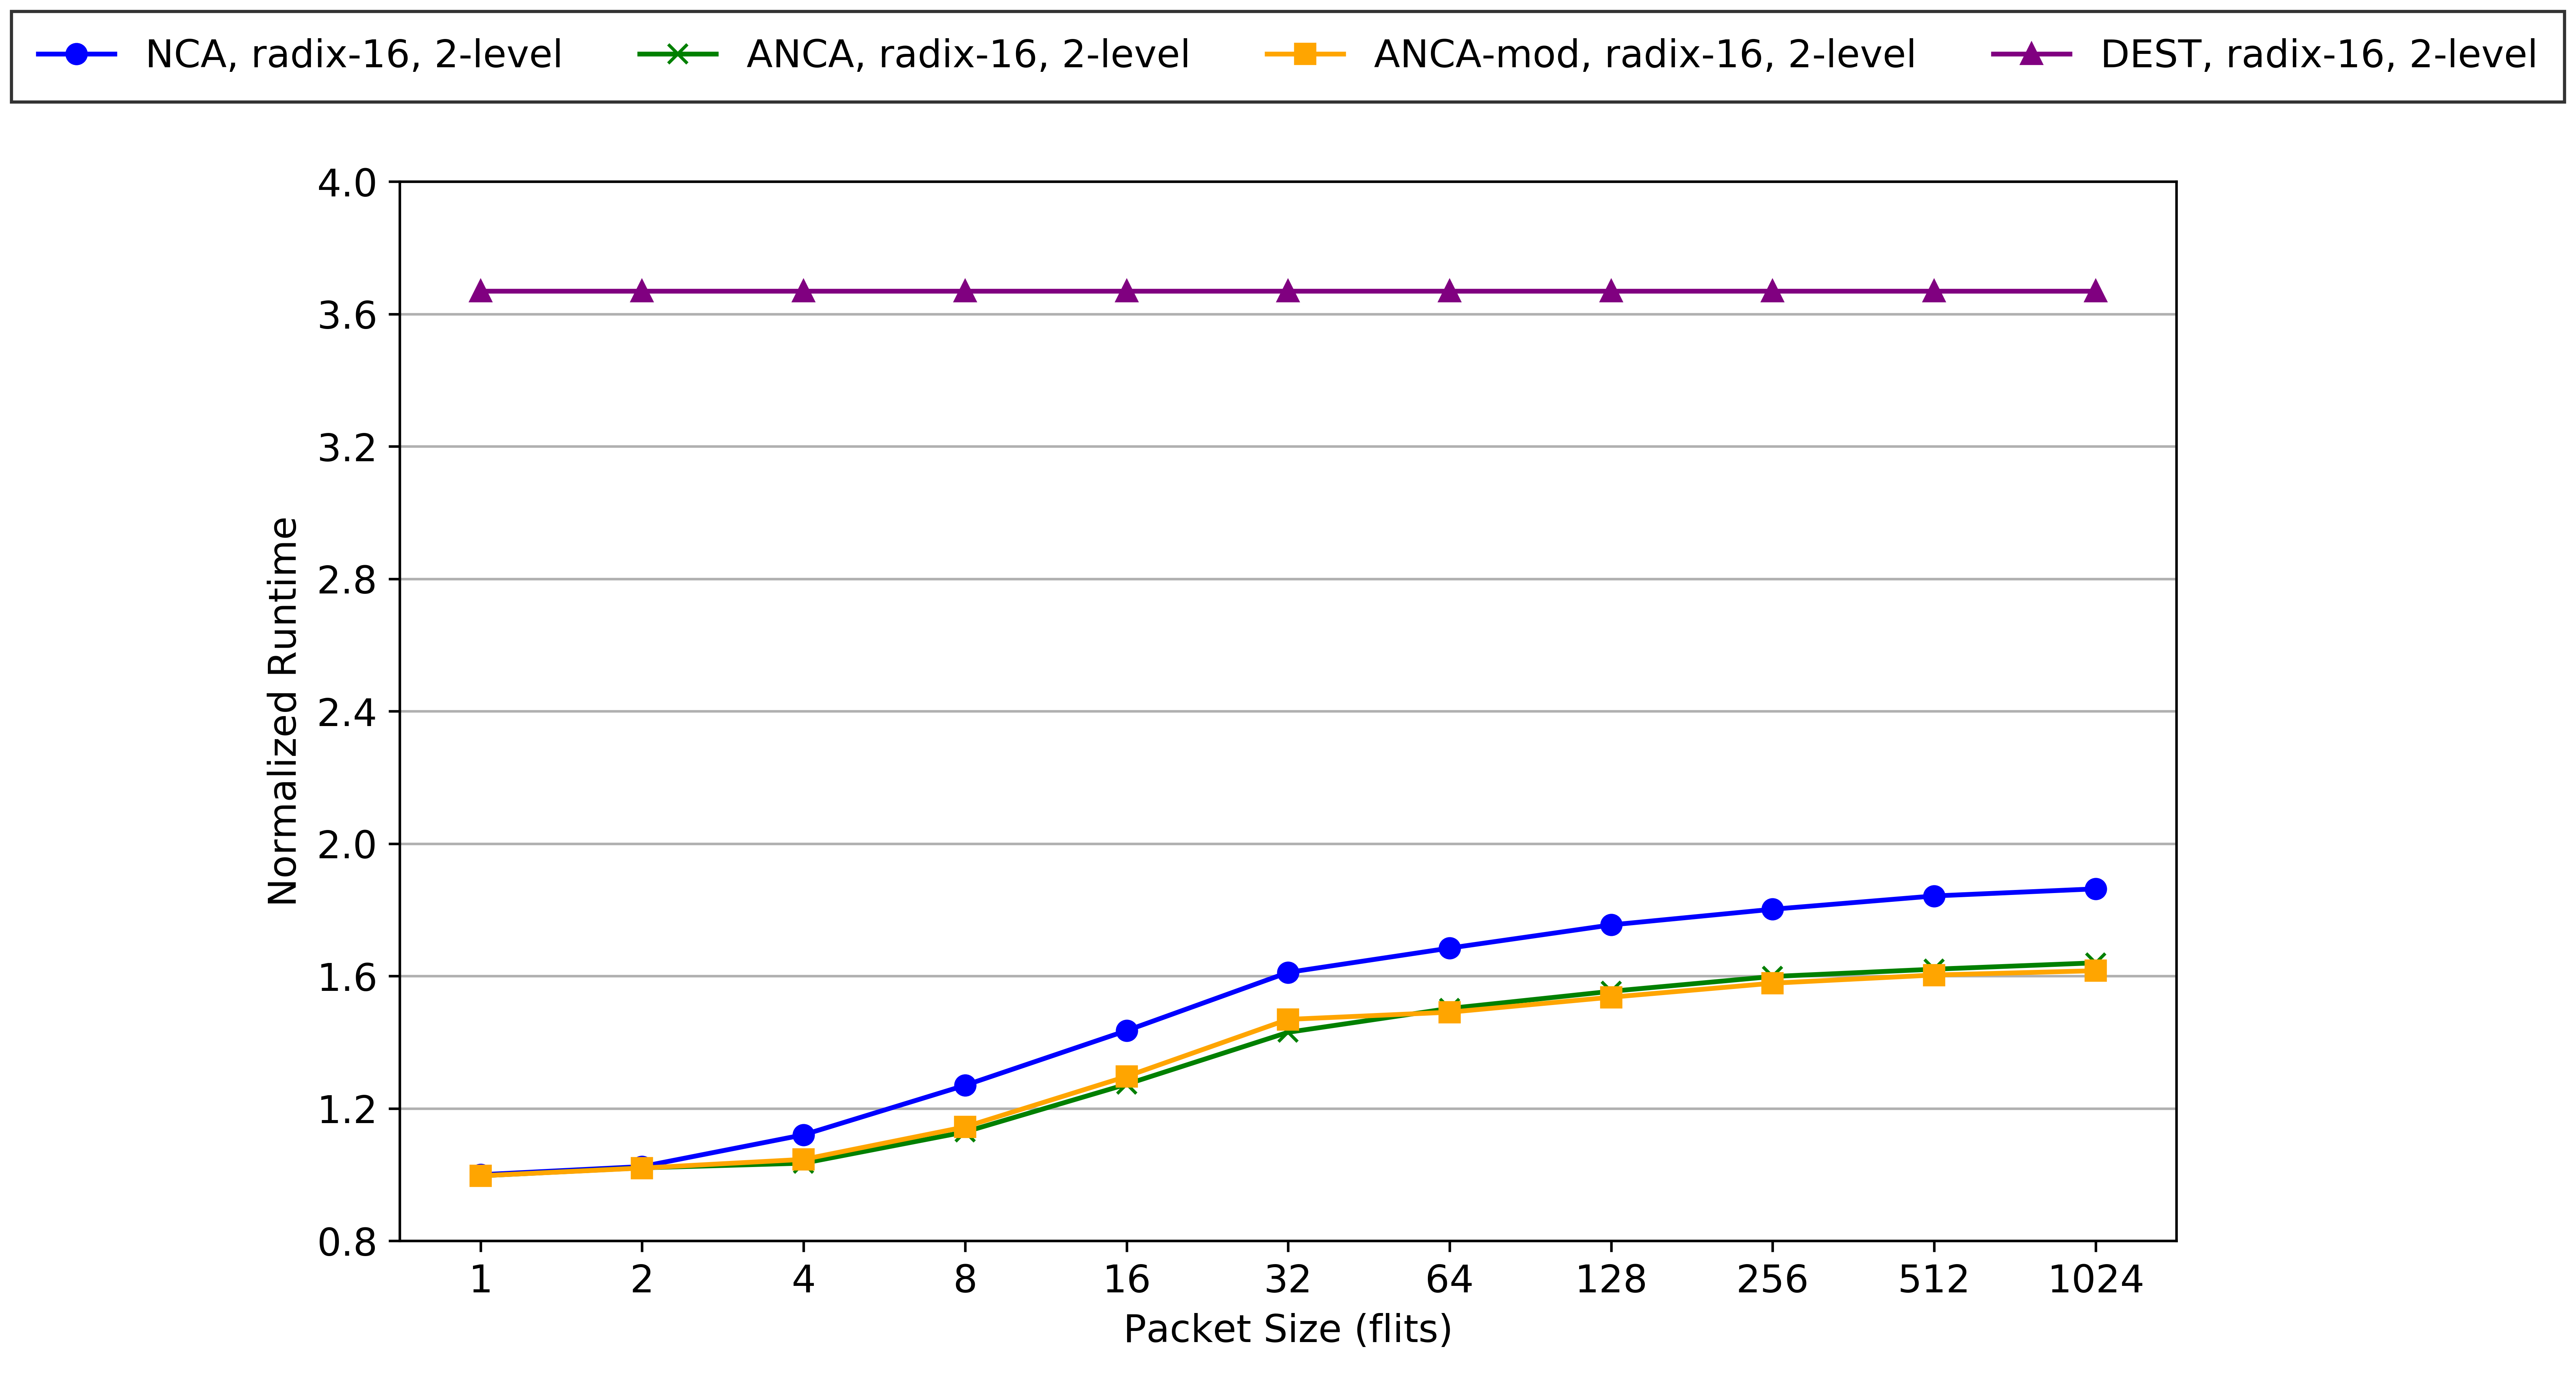 NCA, radix-16, 2-level ANCA, radix-16, 2-level ANCA-mod, radix-16, 2-level DEST, radix-16, 2-level
4.0
3.6
3.2
2.8
2.4
2.0
1.6
1.2
0.8
Normalized Runtime
1 2 4 8 16 32 64 128 256 512 1024
Packet Size (flits)